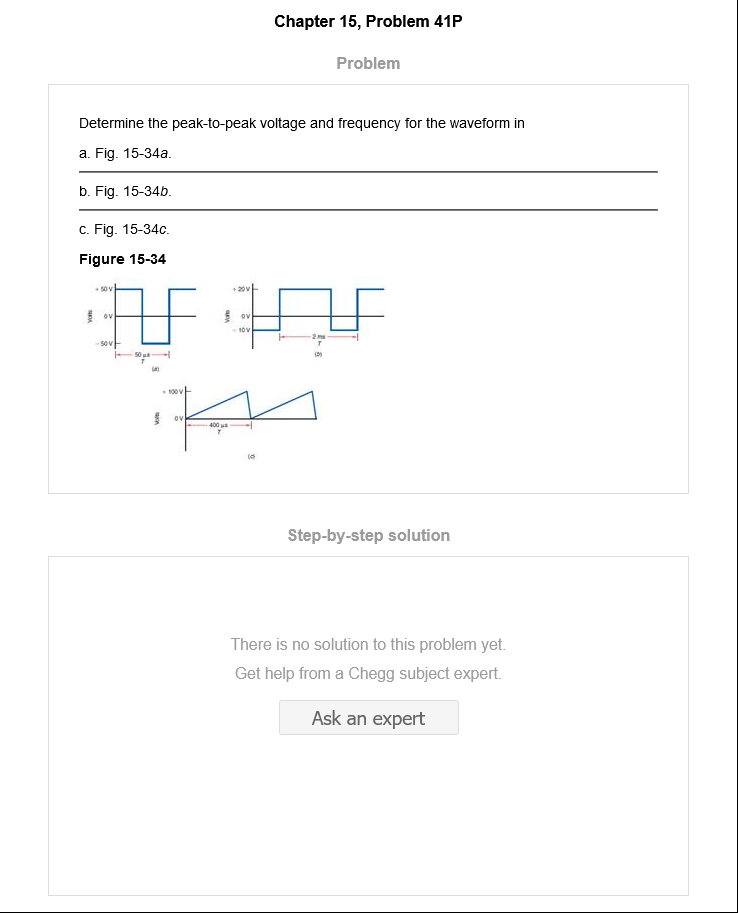 Chapter 15, Problem 41P
Problem
Determine the peak-to-peak voltage and frequency for the waveform in
a. Fig. 15-34a.
b. Fig. 15-34b.
c. Fig. 15-34c.
Figure 15-34
+ 50 V
Volts
0 V
− 50 V
50 μs
T
(a)
+ 20 V
Volts
0 V
− 10 V
2 ms
T
(b)
+ 100 V
Volts
0 V
400 μs
T
(c)
Step-by-step solution
There is no solution to this problem yet.
Get help from a Chegg subject expert.
Ask an expert